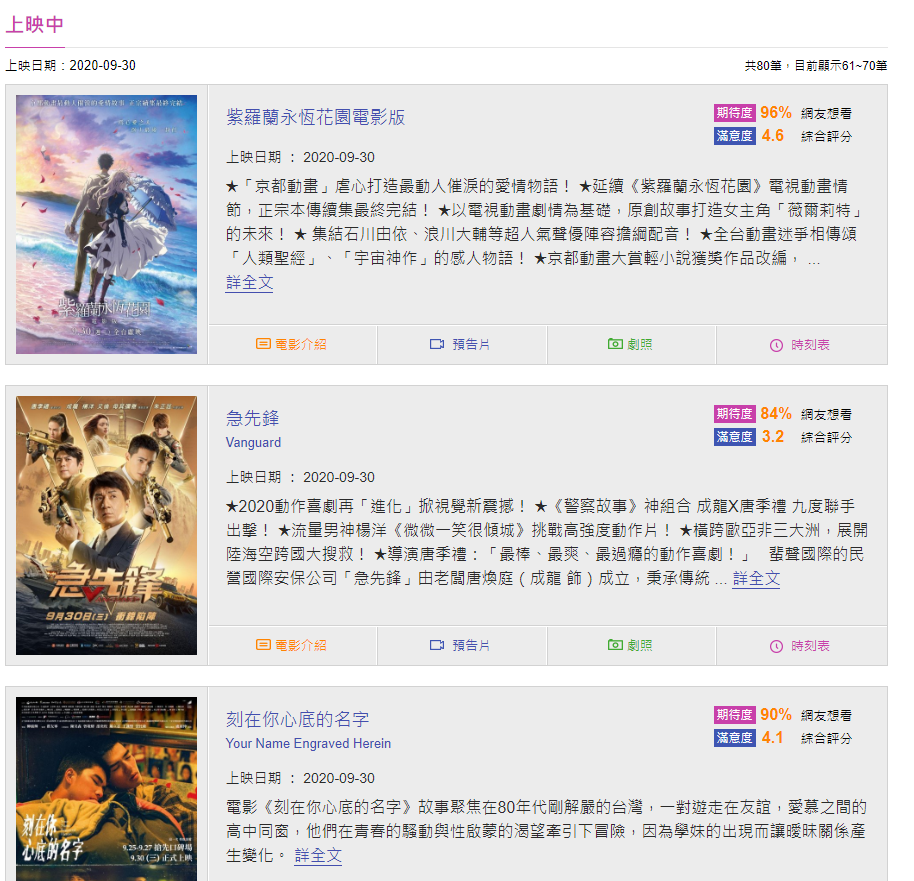 上映中
上映日期：2020-09-30
共80筆，目前顯示61~70筆
紫羅蘭永恆花園電影版
期待度 96% 網友想看
滿意度 4.6 綜合評分
上映日期 ： 2020-09-30
★「京都動畫」虐心打造最動人催淚的愛情物語！ ★延續《紫羅蘭永恆花園》電視動畫情
節，正宗本傳續集最終完結！ ★以電視動畫劇情為基礎，原創故事打造女主角「薇爾莉特」
的未來！ ★ 集結石川由依、浪川大輔等超人氣聲優陣容擔綱配音！ ★全台動畫迷爭相傳頌
「人類聖經」、「宇宙神作」的感人物語！ ★京都動畫大賞輕小說獲獎作品改編， ...
詳全文
紫羅蘭永恆花園
電影介紹
預告片
劇照
時刻表
急先鋒
Vanguard
期待度 84% 網友想看
滿意度 3.2 綜合評分
上映日期 ： 2020-09-30
★2020動作喜劇再「進化」掀視覺新震撼！ ★《警察故事》神組合 成龍X唐季禮 九度聯手
出擊！ ★流量男神楊洋《微微一笑很傾城》挑戰高強度動作片！ ★橫跨歐亞非三大洲，展開
陸海空跨國大搜救！ ★導演唐季禮：「最棒、最爽、最過癮的動作喜劇！」 蜚聲國際的民
營國際安保公司「急先鋒」由老闆唐煥庭（成龍 飾）成立，秉承傳統 ... 詳全文
急先鋒
9月30日(三) 衝鋒陷陣
電影介紹
預告片
劇照
時刻表
刻在你心底的名字
Your Name Engraved Herein
期待度 90% 網友想看
滿意度 4.1 綜合評分
上映日期 ： 2020-09-30
電影《刻在你心底的名字》故事聚焦在80年代剛解嚴的台灣，一對遊走在友誼，愛慕之間的
高中同窗，他們在青春的騷動與性啟蒙的渴望牽引下冒險，因為學妹的出現而讓曖昧關係產
生變化。 詳全文
刻在你
心底的名字
9.25-9.27 搶先口碑場
9.30 (三) 正式上映